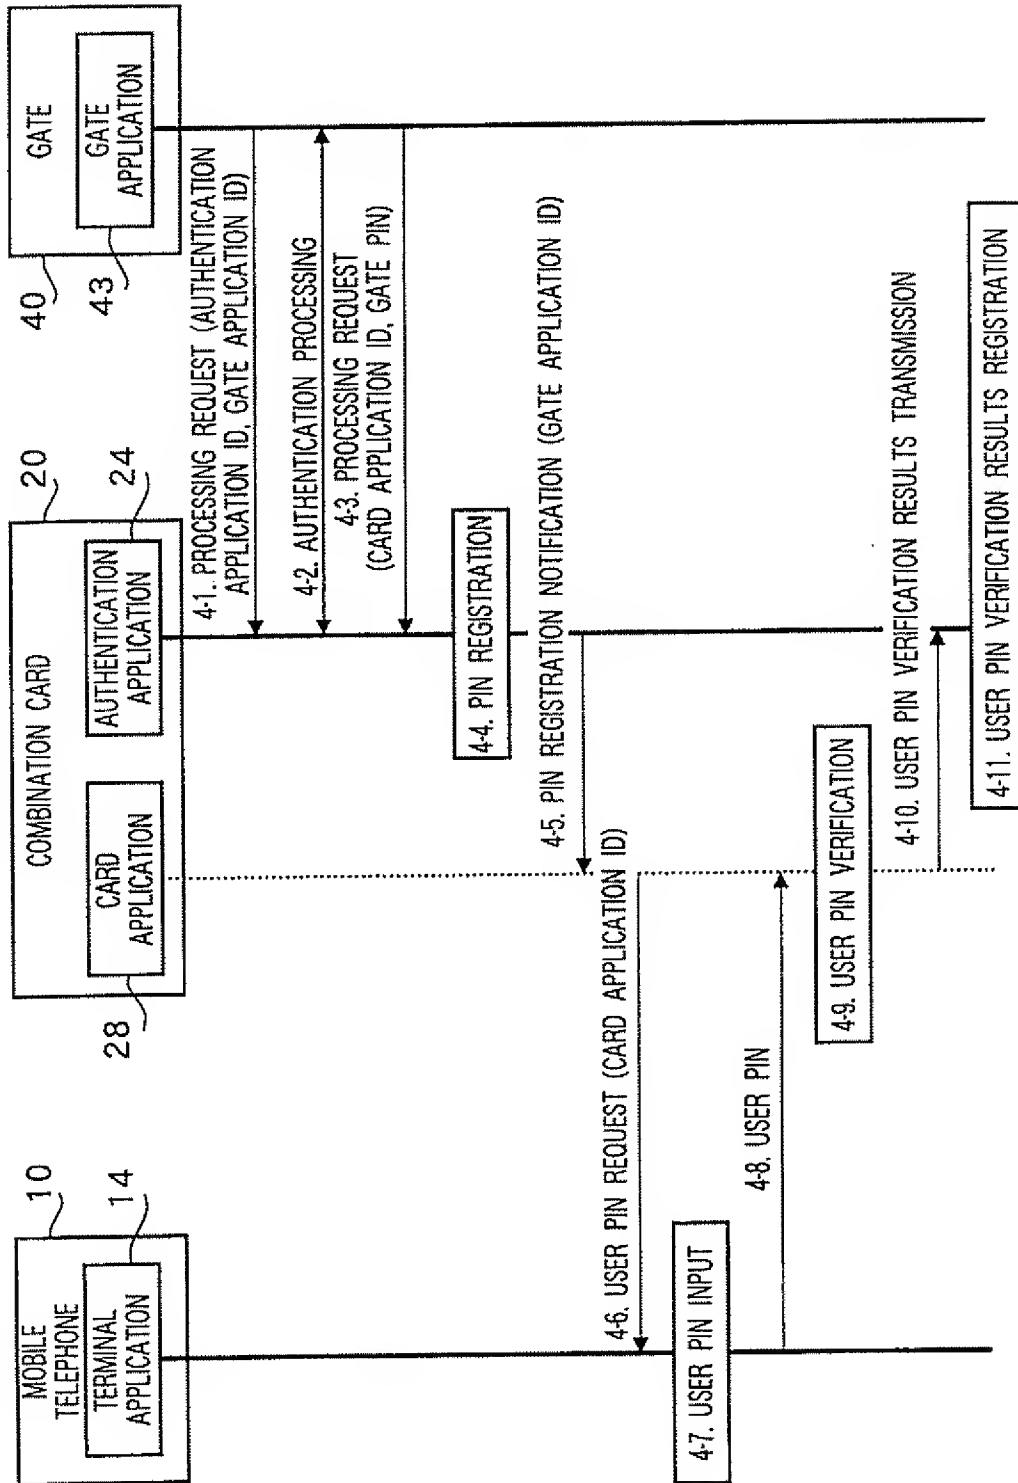 MOBILE
TELEPHONE
10
TERMINAL
APPLICATION
14
COMBINATION CARD
20
CARD
APPLICATION
28
AUTHENTICATION
APPLICATION
24
GATE
40
GATE
APPLICATION
43
4-1. PROCESSING REQUEST (AUTHENTICATION
APPLICATION ID, GATE APPLICATION ID)
4-2. AUTHENTICATION PROCESSING
4-3. PROCESSING REQUEST
(CARD APPLICATION ID, GATE PIN)
4-4. PIN REGISTRATION
4-5. PIN REGISTRATION NOTIFICATION (GATE APPLICATION ID)
4-6. USER PIN REQUEST (CARD APPLICATION ID)
4-7. USER PIN INPUT
4-8. USER PIN
4-9. USER PIN VERIFICATION
4-10. USER PIN VERIFICATION RESULTS TRANSMISSION
4-11. USER PIN VERIFICATION RESULTS REGISTRATION